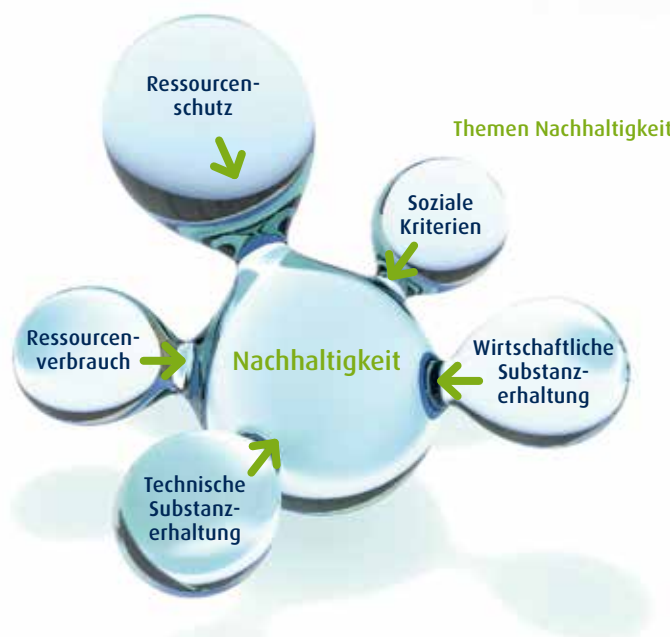 Themen Nachhaltigkeit
Ressourcen-
schutz
Soziale
Kriterien
Ressourcen-
verbrauch
Nachhaltigkeit
Wirtschaftliche
Substanz-
erhaltung
Technische
Substanz-
erhaltung